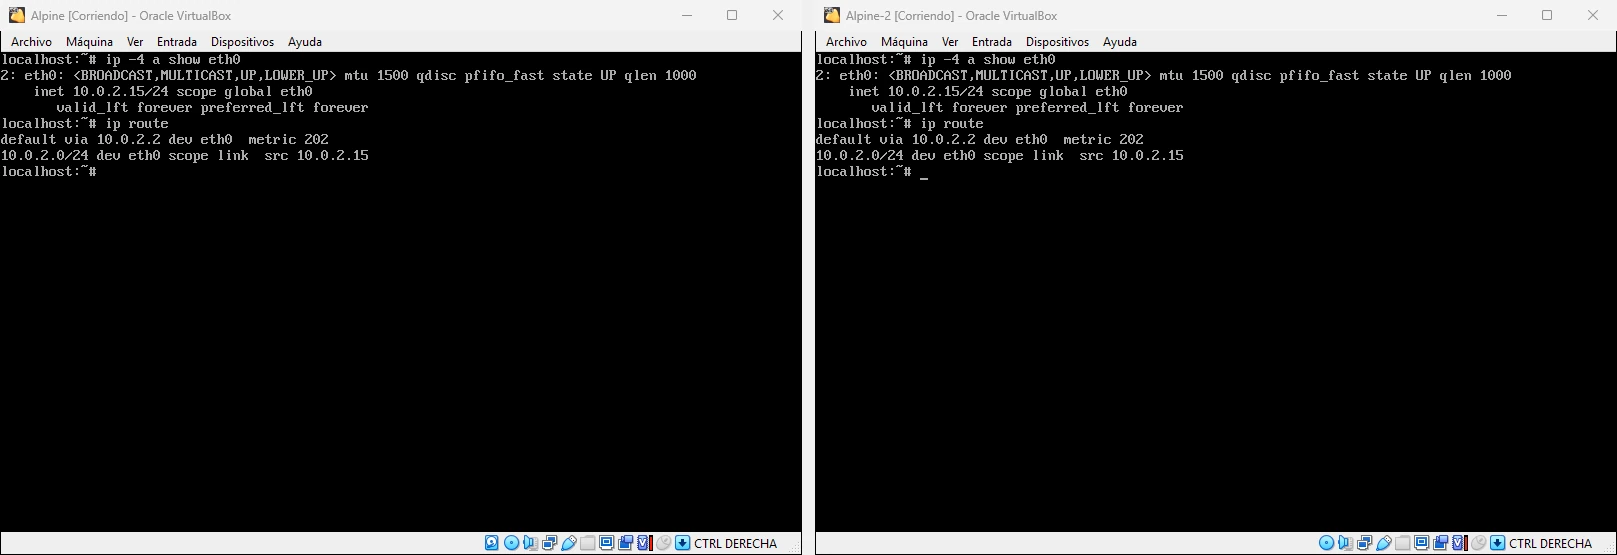 Alpine [Corriendo] - Oracle VirtualBox
Archivo Máquina Ver Entrada Dispositivos Ayuda
localhost:~# ip -4 a show eth0
2: eth0: <BROADCAST,MULTICAST,UP,LOWER_UP> mtu 1500 qdisc pfifo_fast state UP qlen 1000
    inet 10.0.2.15/24 scope global eth0
       valid_lft forever preferred_lft forever
localhost:~# ip route
default via 10.0.2.2 dev eth0  metric 202
10.0.2.0/24 dev eth0 scope link  src 10.0.2.15
localhost:~#
CTRL DERECHA
Alpine-2 [Corriendo] - Oracle VirtualBox
Archivo Máquina Ver Entrada Dispositivos Ayuda
localhost:~# ip -4 a show eth0
2: eth0: <BROADCAST,MULTICAST,UP,LOWER_UP> mtu 1500 qdisc pfifo_fast state UP qlen 1000
    inet 10.0.2.15/24 scope global eth0
       valid_lft forever preferred_lft forever
localhost:~# ip route
default via 10.0.2.2 dev eth0  metric 202
10.0.2.0/24 dev eth0 scope link  src 10.0.2.15
localhost:~# _
CTRL DERECHA